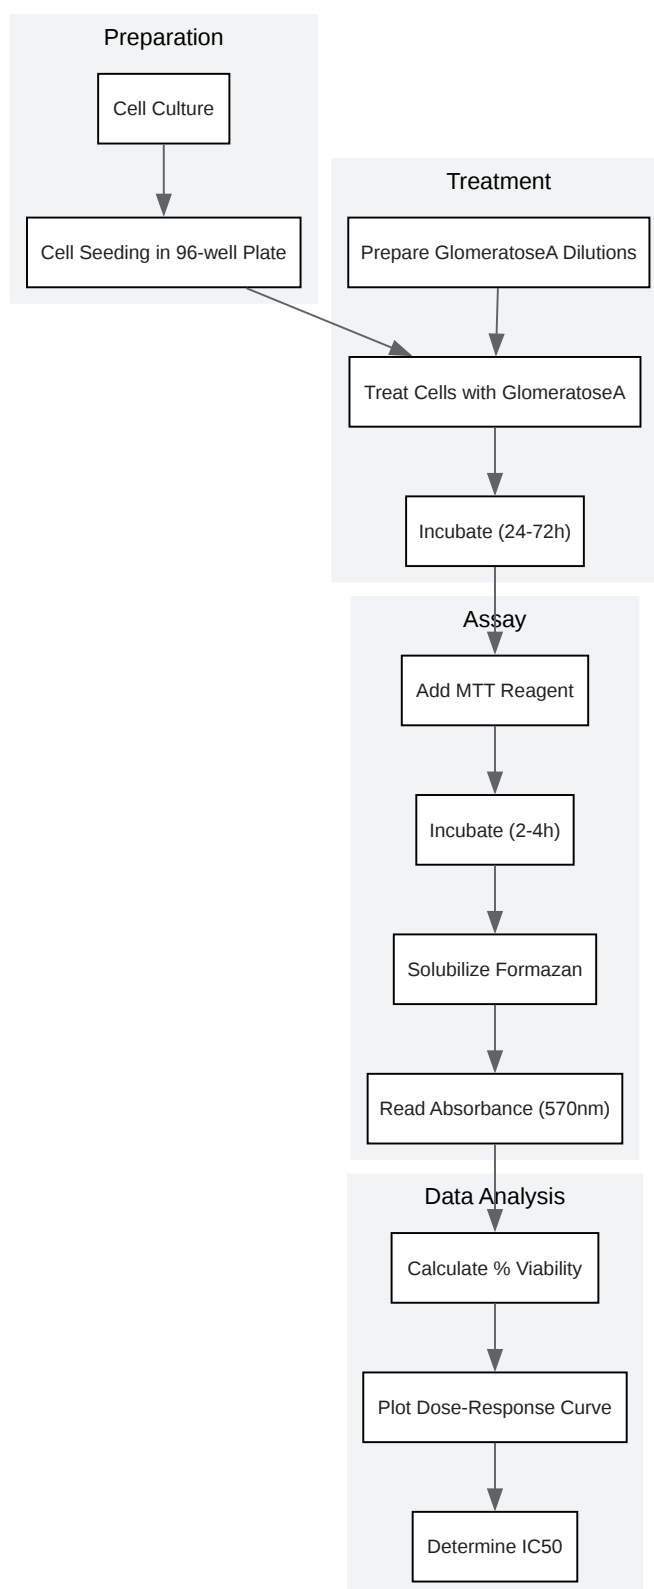 Preparation
Cell Culture
Cell Seeding in 96-well Plate
Treatment
Prepare GlomeratoseA Dilutions
Treat Cells with GlomeratoseA
Incubate (24-72h)
Assay
Add MTT Reagent
Incubate (2-4h)
Solubilize Formazan
Read Absorbance (570nm)
Data Analysis
Calculate % Viability
Plot Dose-Response Curve
Determine IC50